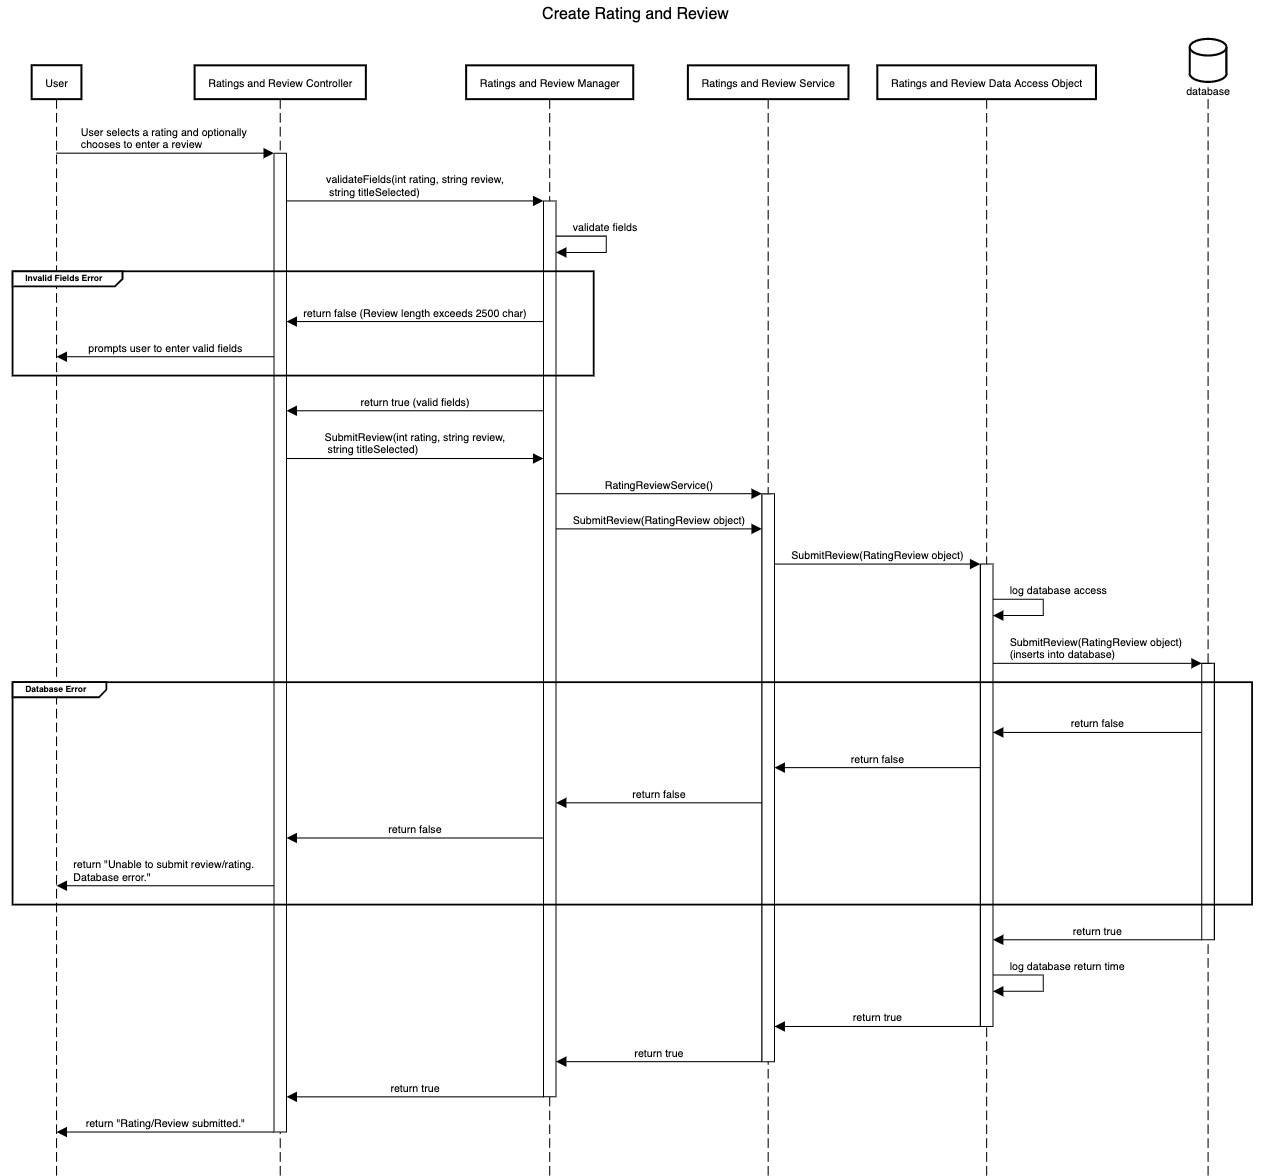 Create Rating and Review
User
Ratings and Review Controller
Ratings and Review Manager
Ratings and Review Service
Ratings and Review Data Access Object
database
User selects a rating and optionally
chooses to enter a review
validateFields(int rating, string review,
string titleSelected)
validate fields
Invalid Fields Error
return false (Review length exceeds 2500 char)
prompts user to enter valid fields
return true (valid fields)
SubmitReview(int rating, string review,
string titleSelected)
RatingReviewService()
SubmitReview(RatingReview object)
SubmitReview(RatingReview object)
log database access
SubmitReview(RatingReview object)
(inserts into database)
Database Error
return false
return false
return false
return false
return "Unable to submit review/rating.
Database error."
return true
log database return time
return true
return true
return true
return "Rating/Review submitted."